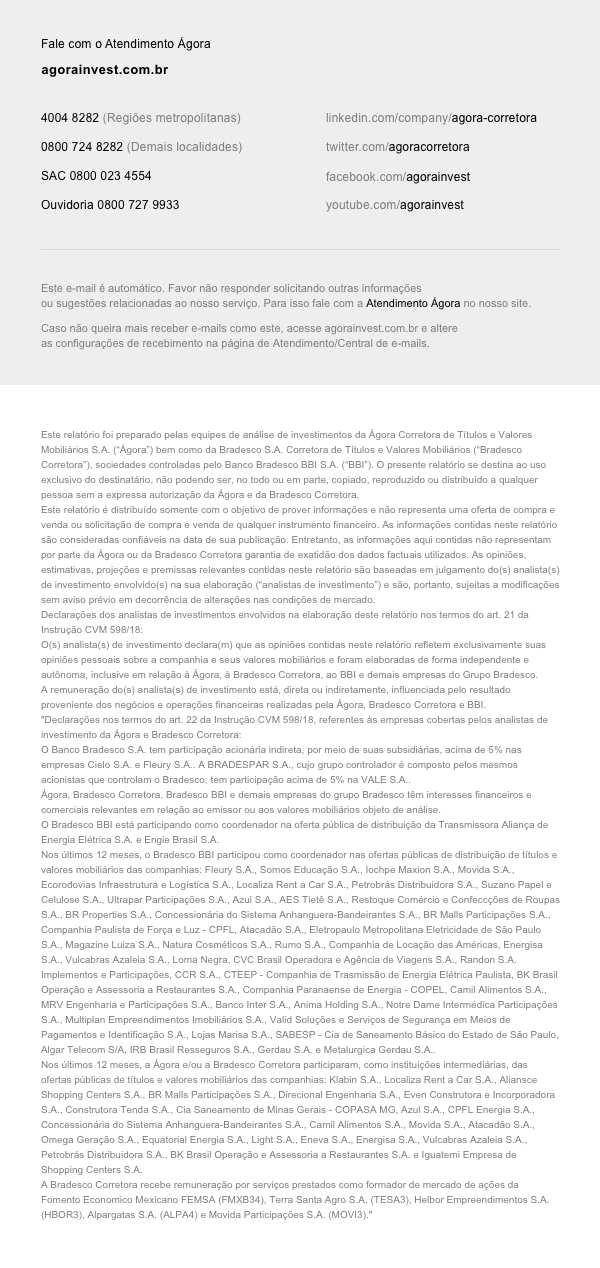 Fale com o Atendimento Ágora
agorainvest.com.br
4004 8282 (Regiões metropolitanas)
0800 724 8282 (Demais localidades)
SAC 0800 023 4554
Ouvidoria 0800 727 9933
linkedin.com/company/agora-corretora
twitter.com/agoracorretora
facebook.com/agorainvest
youtube.com/agorainvest
Este e-mail é automático. Favor não responder solicitando outras informações
ou sugestões relacionadas ao nosso serviço. Para isso fale com a Atendimento Ágora no nosso site.
Caso não queira mais receber e-mails como este, acesse agorainvest.com.br e altere
as configurações de recebimento na página de Atendimento/Central de e-mails.
Este relatório foi preparado pelas equipes de análise de investimentos da Ágora Corretora de Títulos e Valores
Mobiliários S.A. (“Ágora”) bem como da Bradesco S.A. Corretora de Títulos e Valores Mobiliários (“Bradesco
Corretora”), sociedades controladas pelo Banco Bradesco BBI S.A. (“BBI”). O presente relatório se destina ao uso
exclusivo do destinatário, não podendo ser, no todo ou em parte, copiado, reproduzido ou distribuído a qualquer
pessoa sem a expressa autorização da Ágora e da Bradesco Corretora.
Este relatório é distribuído somente com o objetivo de prover informações e não representa uma oferta de compra e
venda ou solicitação de compra e venda de qualquer instrumento financeiro. As informações contidas neste relatório
são consideradas confiáveis na data de sua publicação. Entretanto, as informações aqui contidas não representam
por parte da Ágora ou da Bradesco Corretora garantia de exatidão dos dados factuais utilizados. As opiniões,
estimativas, projeções e premissas relevantes contidas neste relatório são baseadas em julgamento do(s) analista(s)
de investimento envolvido(s) na sua elaboração (“analistas de investimento”) e são, portanto, sujeitas a modificações
sem aviso prévio em decorrência de alterações nas condições de mercado.
Declarações dos analistas de investimentos envolvidos na elaboração deste relatório nos termos do art. 21 da
Instrução CVM 598/18:
O(s) analista(s) de investimento declara(m) que as opiniões contidas neste relatório refletem exclusivamente suas
opiniões pessoais sobre a companhia e seus valores mobiliários e foram elaboradas de forma independente e
autônoma, inclusive em relação à Ágora, à Bradesco Corretora, ao BBI e demais empresas do Grupo Bradesco.
A remuneração do(s) analista(s) de investimento está, direta ou indiretamente, influenciada pelo resultado
proveniente dos negócios e operações financeiras realizadas pela Ágora, Bradesco Corretora e BBI.
"Declarações nos termos do art. 22 da Instrução CVM 598/18, referentes às empresas cobertas pelos analistas de
investimento da Ágora e Bradesco Corretora:
O Banco Bradesco S.A. tem participação acionária indireta, por meio de suas subsidiárias, acima de 5% nas
empresas Cielo S.A. e Fleury S.A.. A BRADESPAR S.A., cujo grupo controlador é composto pelos mesmos
acionistas que controlam o Bradesco, tem participação acima de 5% na VALE S.A..
Ágora, Bradesco Corretora, Bradesco BBI e demais empresas do grupo Bradesco têm interesses financeiros e
comerciais relevantes em relação ao emissor ou aos valores mobiliários objeto de análise.
O Bradesco BBI está participando como coordenador na oferta pública de distribuição da Transmissora Aliança de
Energia Elétrica S.A. e Engie Brasil S.A.
Nos últimos 12 meses, o Bradesco BBI participou como coordenador nas ofertas públicas de distribuição de títulos e
valores mobiliários das companhias: Fleury S.A., Somos Educação S.A., Iochpe Maxion S.A., Movida S.A.,
Ecorodovias Infraestrutura e Logística S.A., Localiza Rent a Car S.A., Petrobrás Distribuidora S.A., Suzano Papel e
Celulose S.A., Ultrapar Participações S.A., Azul S.A., AES Tietê S.A., Restoque Comércio e Confeccções de Roupas
S.A., BR Properties S.A., Concessionária do Sistema Anhanguera-Bandeirantes S.A., BR Malls Participações S.A.,
Companhia Paulista de Força e Luz - CPFL, Atacadão S.A., Eletropaulo Metropolitana Eletricidade de São Paulo
S.A., Magazine Luiza S.A., Natura Cosméticos S.A., Rumo S.A., Companhia de Locação das Américas, Energisa
S.A., Vulcabras Azaleia S.A., Loma Negra, CVC Brasil Operadora e Agência de Viagens S.A., Randon S.A.
Implementos e Participações, CCR S.A., CTEEP - Companhia de Trasmissão de Energia Elétrica Paulista, BK Brasil
Operação e Assessoria a Restaurantes S.A., Companhia Paranaense de Energia - COPEL, Camil Alimentos S.A.,
MRV Engenharia e Participações S.A., Banco Inter S.A., Anima Holding S.A., Notre Dame Intermédica Participações
S.A., Multiplan Empreendimentos Imobiliários S.A., Valid Soluções e Serviços de Segurança em Meios de
Pagamentos e Identificação S.A., Lojas Marisa S.A., SABESP - Cia de Saneamento Básico do Estado de São Paulo,
Algar Telecom S/A, IRB Brasil Resseguros S.A., Gerdau S.A. e Metalurgica Gerdau S.A..
Nos últimos 12 meses, a Ágora e/ou a Bradesco Corretora participaram, como instituições intermediárias, das
ofertas públicas de títulos e valores mobiliários das companhias: Klabin S.A., Localiza Rent a Car S.A., Aliansce
Shopping Centers S.A., BR Malls Participações S.A., Direcional Engenharia S.A., Even Construtora e Incorporadora
S.A., Construtora Tenda S.A., Cia Saneamento de Minas Gerais - COPASA MG, Azul S.A., CPFL Energia S.A.,
Concessionária do Sistema Anhanguera-Bandeirantes S.A., Camil Alimentos S.A., Movida S.A., Atacadão S.A.,
Omega Geração S.A., Equatorial Energia S.A., Light S.A., Eneva S.A., Energisa S.A., Vulcabras Azaleia S.A.,
Petrobrás Distribuidora S.A., BK Brasil Operação e Assessoria a Restaurantes S.A. e Iguatemi Empresa de
Shopping Centers S.A.
A Bradesco Corretora recebe remuneração por serviços prestados como formador de mercado de ações da
Fomento Economico Mexicano FEMSA (FMXB34), Terra Santa Agro S.A. (TESA3), Helbor Empreendimentos S.A.
(HBOR3), Alpargatas S.A. (ALPA4) e Movida Participações S.A. (MOVI3)."